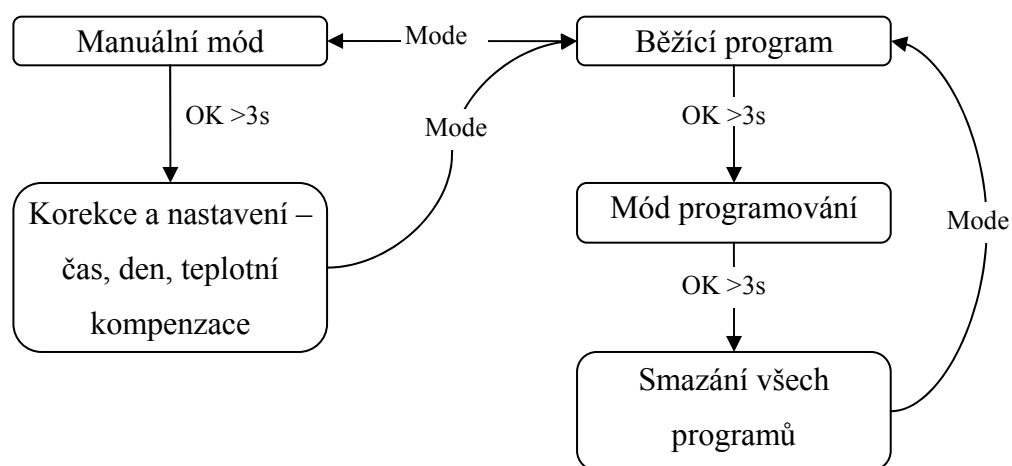 Manuální mód
Mode
Běžící program
OK >3s
OK >3s
Mode
Korekce a nastavení –
čas, den, teplotní
kompenzace
Mód programování
Mode
OK >3s
Smazání všech
programů